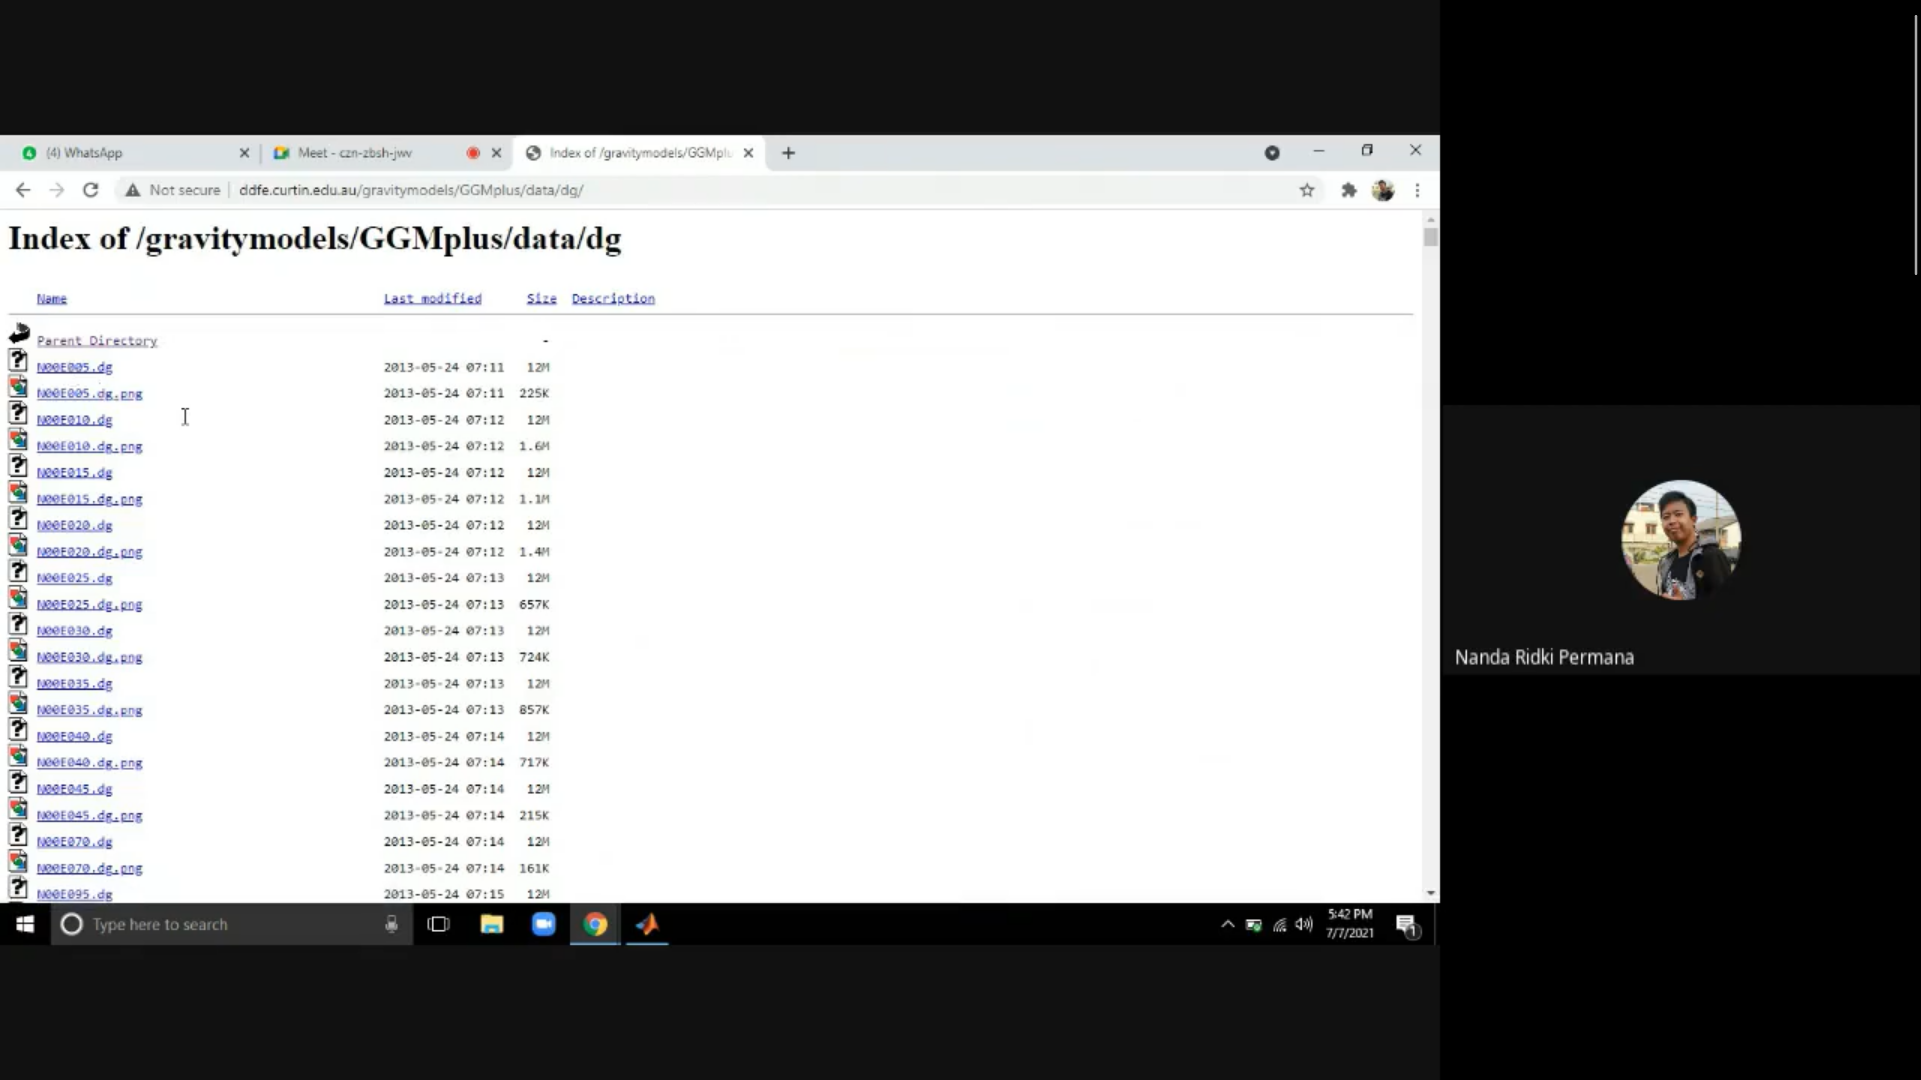 (4) WhatsApp
Meet - czn-zbsh-jwv
Index of /gravitymodels/GGMplu
Not secure
ddfe.curtin.edu.au/gravitymodels/GGMplus/data/dg/
Index of /gravitymodels/GGMplus/data/dg
Name Last modified Size Description
Parent Directory -
N00E005.dg 2013-05-24 07:11 12M
N00E005.dg.png 2013-05-24 07:11 225K
N00E010.dg 2013-05-24 07:12 12M
N00E010.dg.png 2013-05-24 07:12 1.6M
N00E015.dg 2013-05-24 07:12 12M
N00E015.dg.png 2013-05-24 07:12 1.1M
N00E020.dg 2013-05-24 07:12 12M
N00E020.dg.png 2013-05-24 07:12 1.4M
N00E025.dg 2013-05-24 07:13 12M
N00E025.dg.png 2013-05-24 07:13 657K
N00E030.dg 2013-05-24 07:13 12M
N00E030.dg.png 2013-05-24 07:13 724K
N00E035.dg 2013-05-24 07:13 12M
N00E035.dg.png 2013-05-24 07:13 857K
N00E040.dg 2013-05-24 07:14 12M
N00E040.dg.png 2013-05-24 07:14 717K
N00E045.dg 2013-05-24 07:14 12M
N00E045.dg.png 2013-05-24 07:14 215K
N00E070.dg 2013-05-24 07:14 12M
N00E070.dg.png 2013-05-24 07:14 161K
N00E095.dg 2013-05-24 07:15 12M
Nanda Ridki Permana
Type here to search
5:42 PM
7/7/2021
1